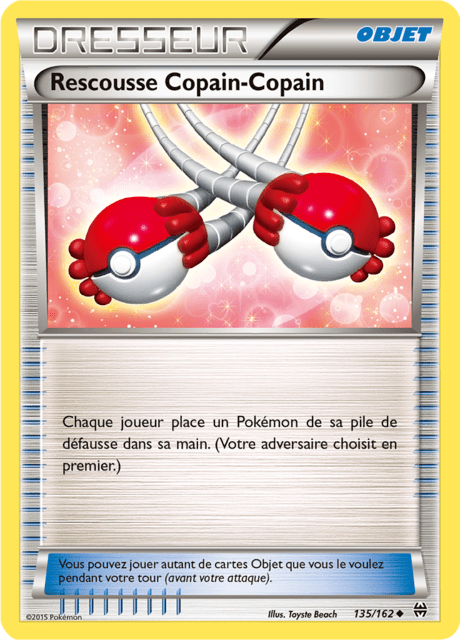 DRESSEUR
OBJET
Rescousse Copain-Copain
Chaque joueur place un Pokémon de sa pile de
défausse dans sa main. (Votre adversaire choisit en
premier.)
Vous pouvez jouer autant de cartes Objet que vous le voulez
pendant votre tour (avant votre attaque).
©2015 Pokémon
Illus. Toyste Beach
135/162